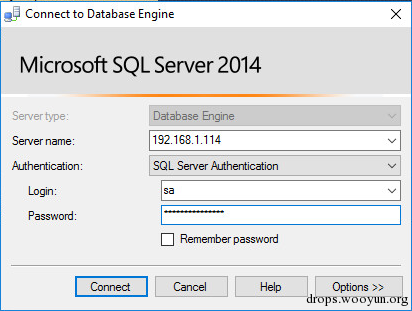 Connect to Database Engine
Microsoft SQL Server 2014
Server type: Database Engine
Server name: 192.168.1.114
Authentication: SQL Server Authentication
Login: sa
Password: ***************
Remember password
Connect Cancel Help Options >>
drops.wooyun.org